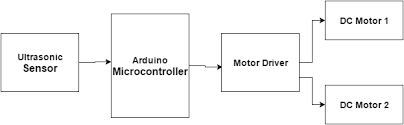 Ultrasonic
Sensor
Arduino
Microcontroller
Motor Driver
DC Motor 1
DC Motor 2